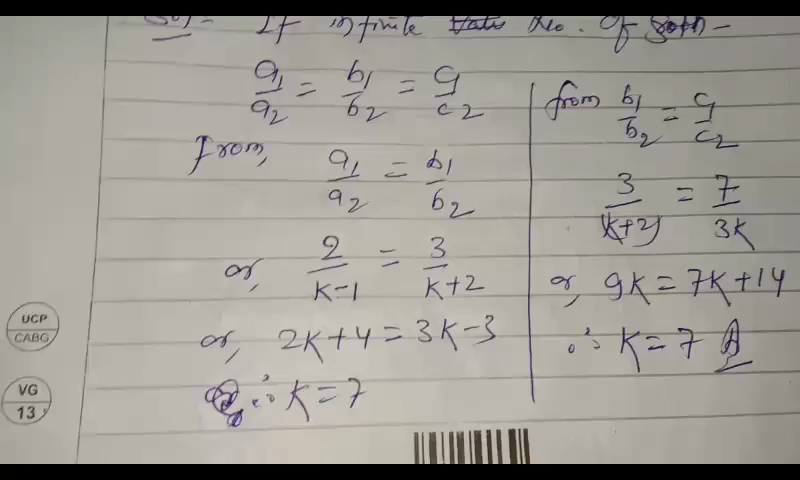 Sol- If infinite no. of soln-
a1/a2 = b1/b2 = c1/c2
from,
a1/a2 = b1/b2
or, 2/(k-1) = 3/(k+2)
or, 2k+4 = 3k-3
∴ k = 7
from b1/b2 = c1/c2
3/(k+2) = 7/3k
or, 9k = 7k+14
∴ k = 7 A
UCP
CABG
VG
13